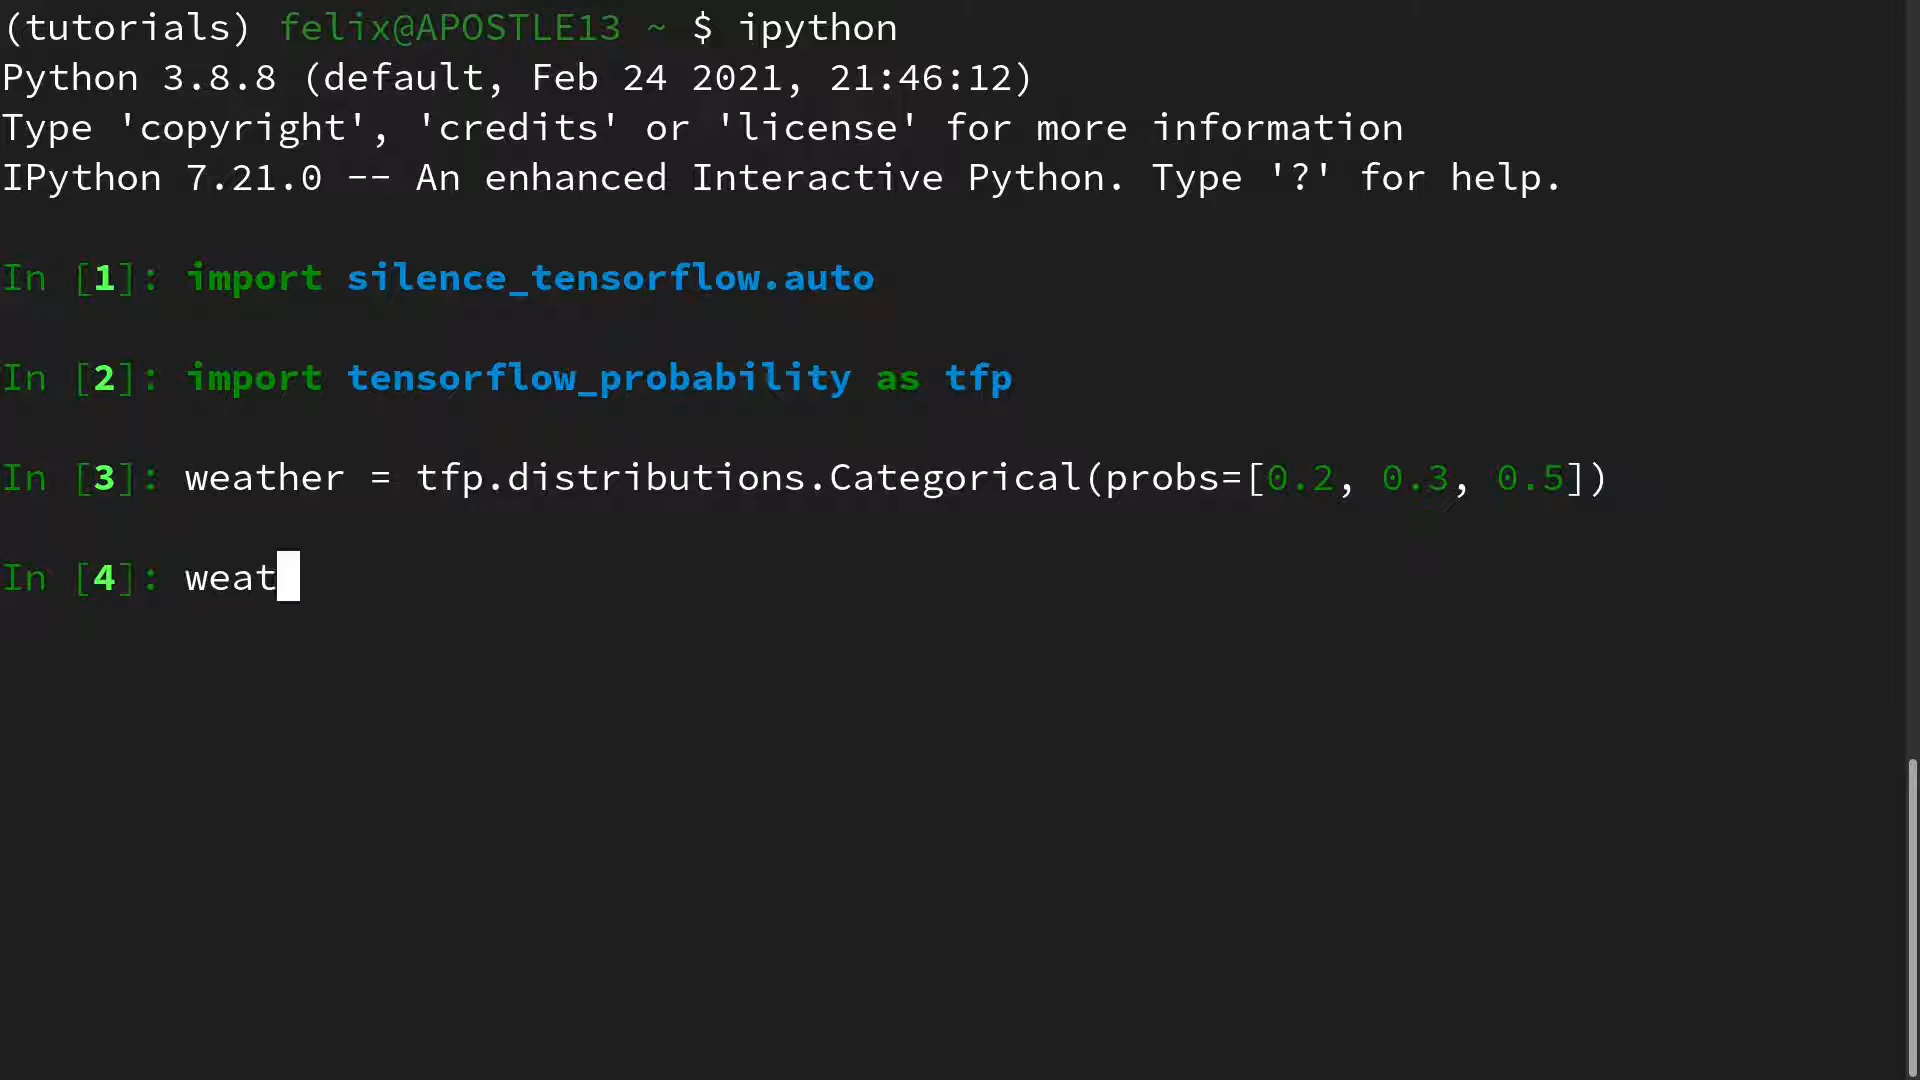 (tutorials) felix@APOSTLE13 ~ $ ipython
Python 3.8.8 (default, Feb 24 2021, 21:46:12)
Type 'copyright', 'credits' or 'license' for more information
IPython 7.21.0 -- An enhanced Interactive Python. Type '?' for help.
In [1]: import silence_tensorflow.auto
In [2]: import tensorflow_probability as tfp
In [3]: weather = tfp.distributions.Categorical(probs=[0.2, 0.3, 0.5])
In [4]: weat